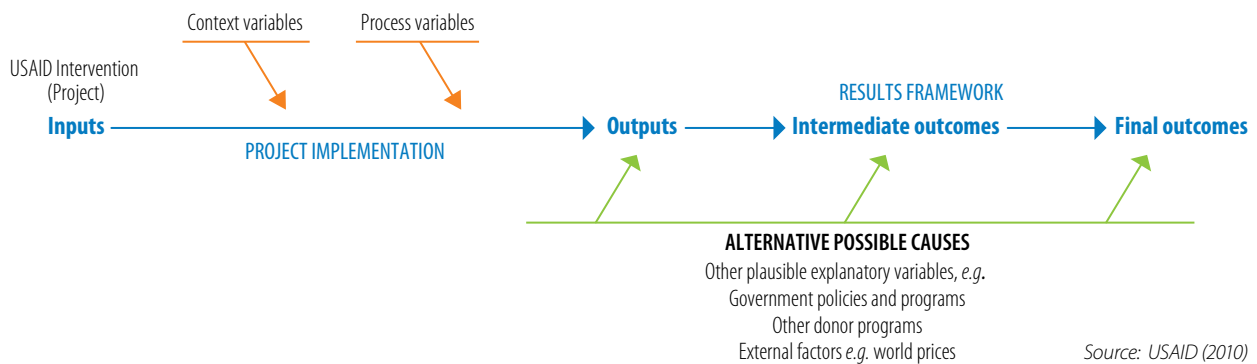 Context variables
Process variables
USAID Intervention
(Project)
Inputs
PROJECT IMPLEMENTATION
RESULTS FRAMEWORK
Outputs
Intermediate outcomes
Final outcomes
ALTERNATIVE POSSIBLE CAUSES
Other plausible explanatory variables, e.g.
Government policies and programs
Other donor programs
External factors e.g. world prices
Source: USAID (2010)